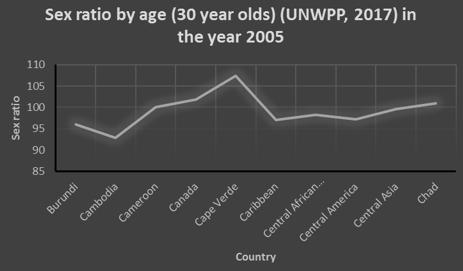 Sex ratio by age (30 year olds) (UNWPP, 2017) in
the year 2005
Sex ratio
110
105
100
95
90
85
Burundi
Cambodia
Cameroon
Canada
Cape Verde
Caribbean
Central African...
Central America
Central Asia
Chad
Country